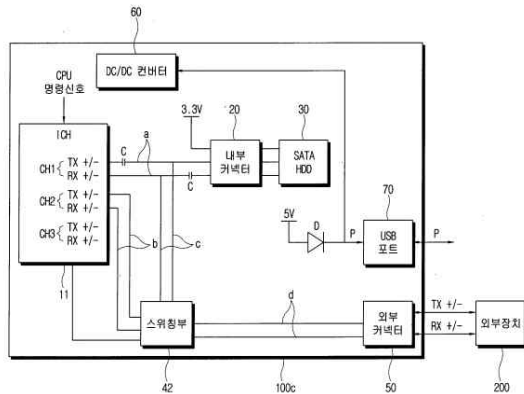 60
DC/DC 컨버터
CPU
명령신호
ICH
CH1 TX +/-
RX +/-
CH2 TX +/-
RX +/-
CH3 TX +/-
RX +/-
11
C
a
C
3.3V
20
내부
커넥터
30
SATA
HDD
b
c
5V
D
P
70
USB
포트
P
스위칭부
42
d
외부
커넥터
50
TX +/-
RX +/-
외부장치
200
100c